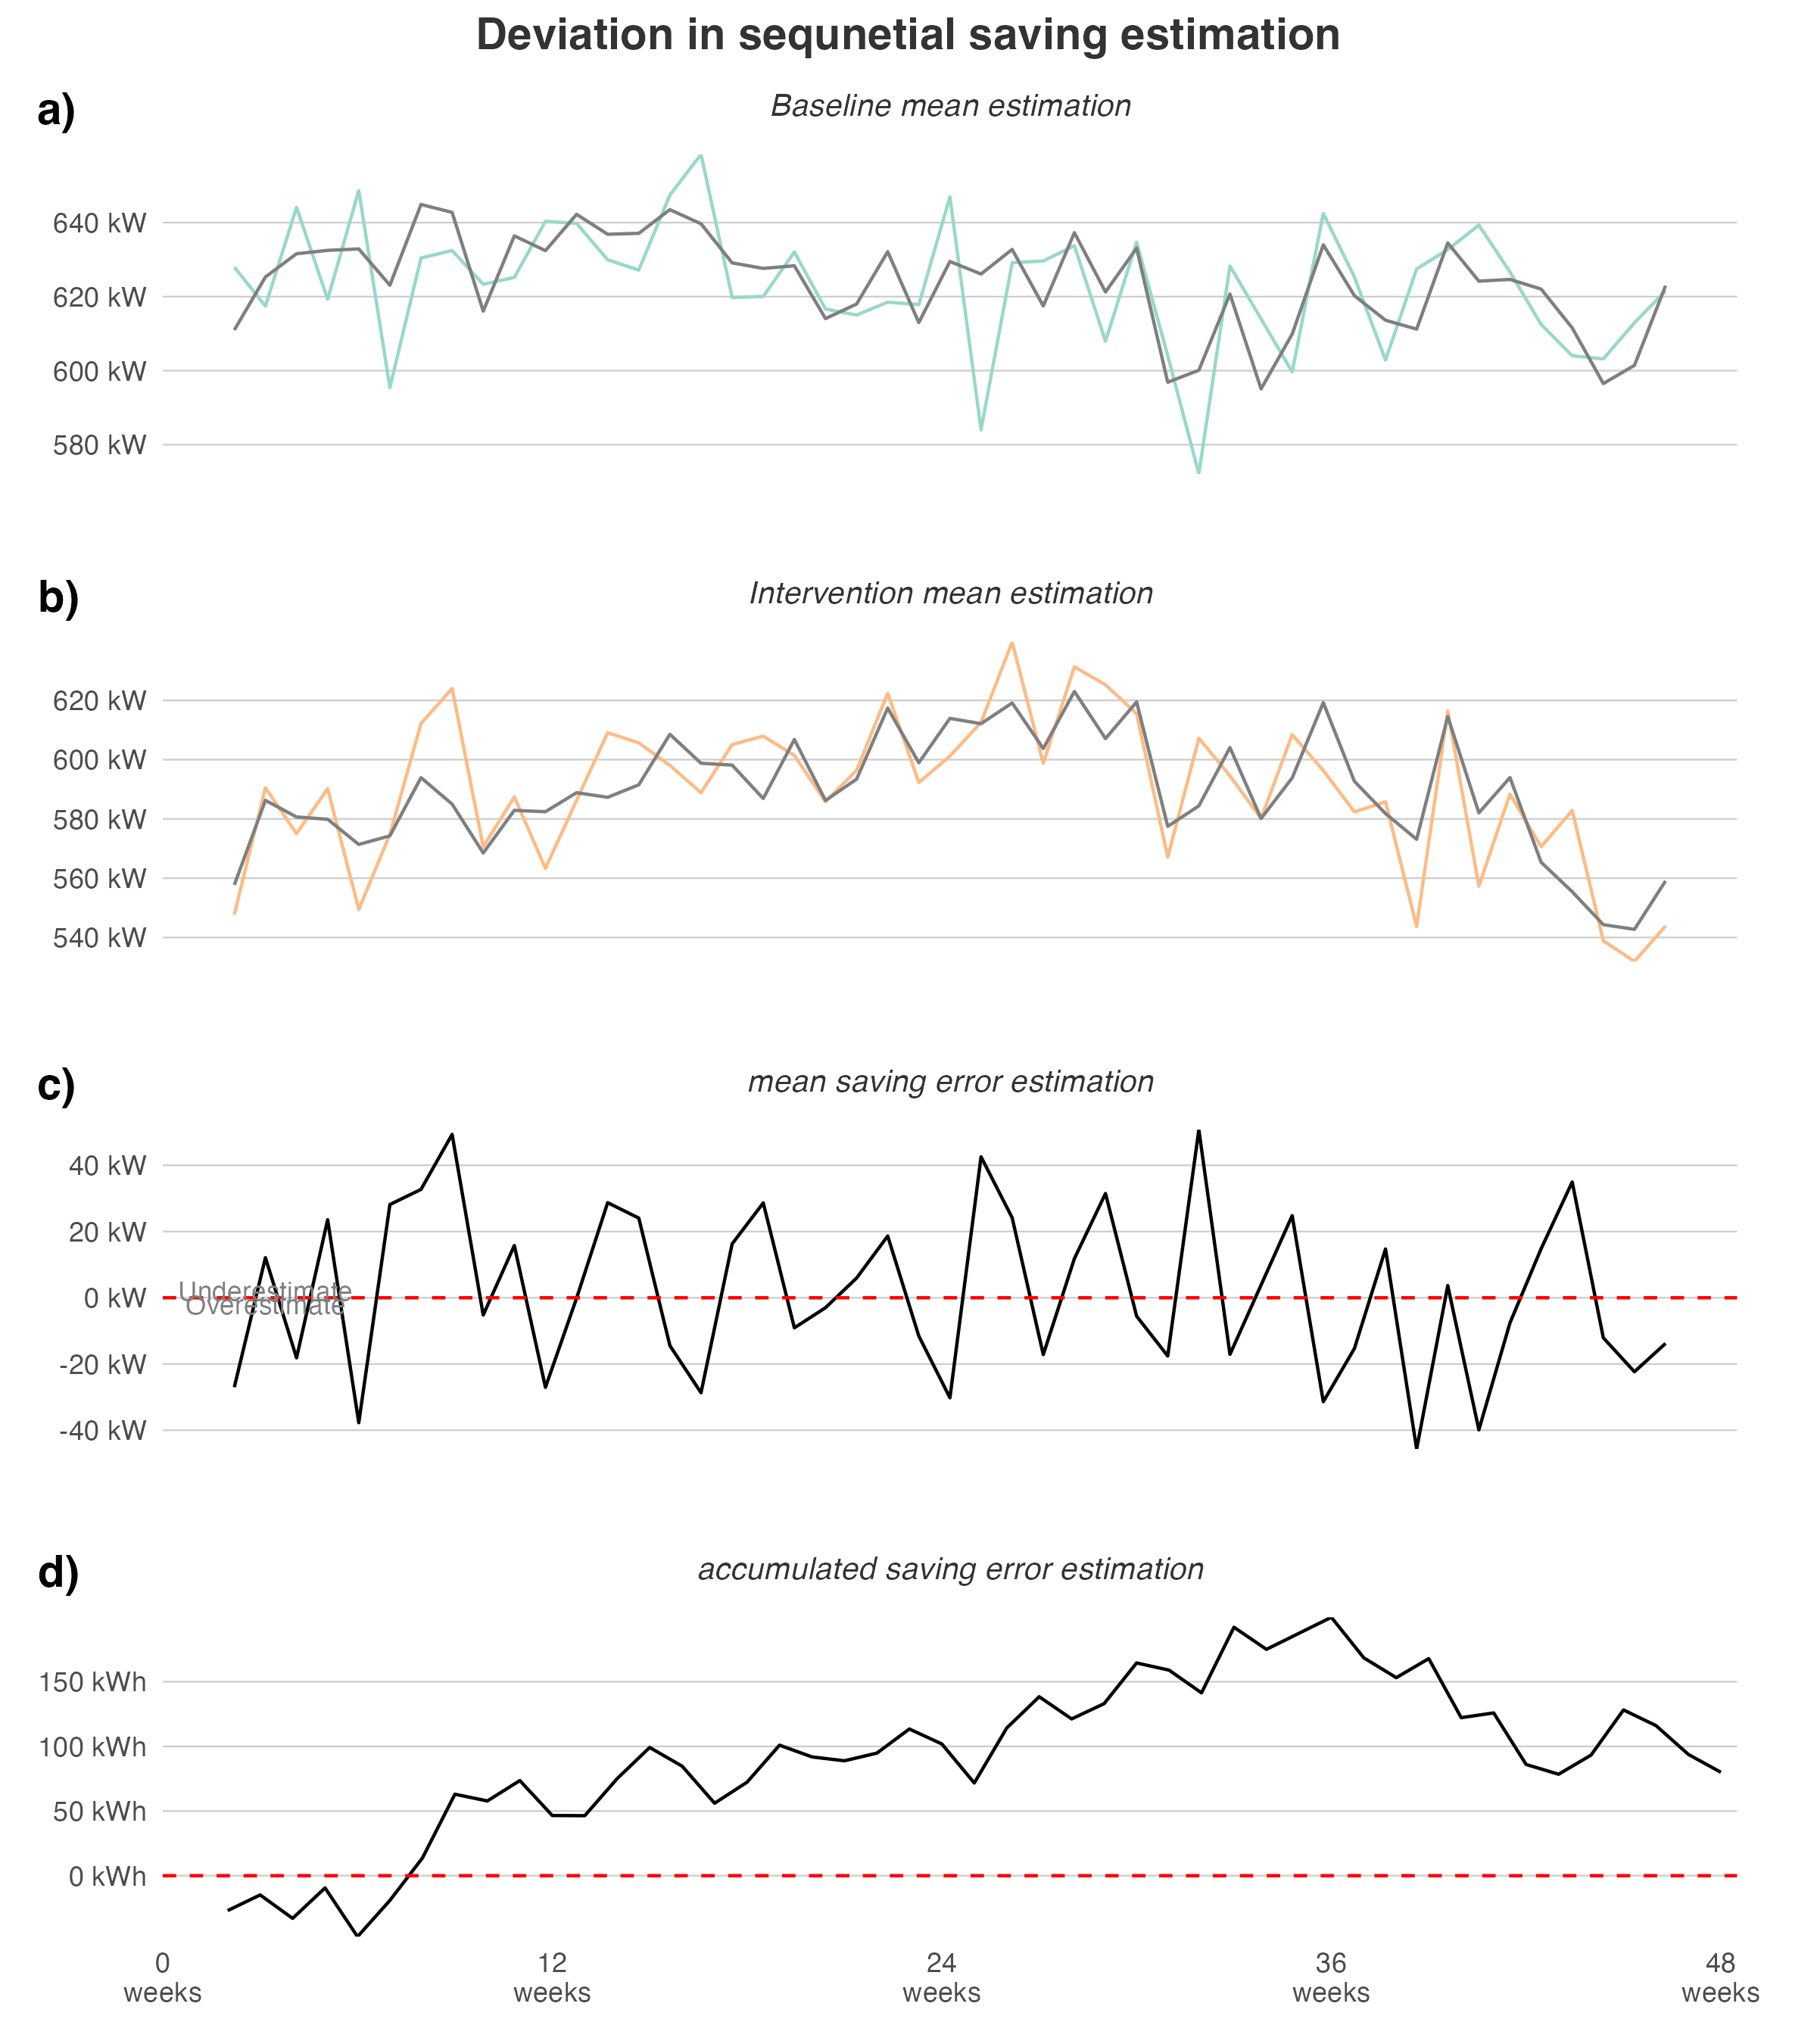 Deviation in sequnetial saving estimation
a)
Baseline mean estimation
640 kW
620 kW
600 kW
580 kW
b)
Intervention mean estimation
620 kW
600 kW
580 kW
560 kW
540 kW
c)
mean saving error estimation
40 kW
20 kW
Underestimate
0 kW
Overestimate
-20 kW
-40 kW
d)
accumulated saving error estimation
150 kWh
100 kWh
50 kWh
0 kWh
0 12 24 36 48
weeks weeks weeks weeks weeks